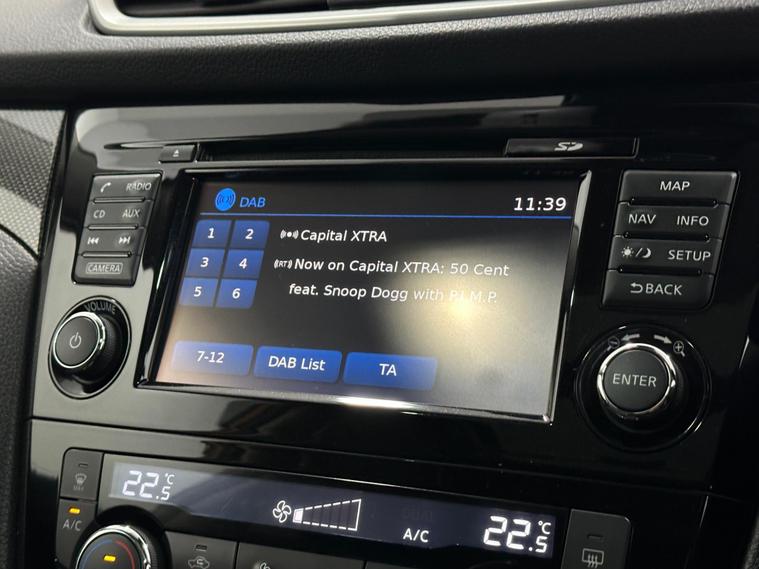 SD
RADIO
CD AUX
CAMERA
VOLUME
DAB 11:39
1 2
3 4
5 6
Capital XTRA
(RT) Now on Capital XTRA: 50 Cent
feat. Snoop Dogg with P.I.M.P.
7-12 DAB List TA
MAP
NAV INFO
SETUP
BACK
ENTER
MAX
A/C
22.5°C
A/C
22.5°C